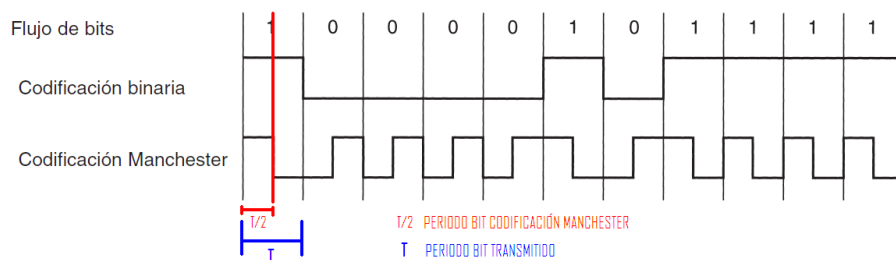 Flujo de bits 1 0 0 0 0 1 0 1 1 1 1
Codificación binaria
Codificación Manchester
T/2 T/2 PERIODO BIT CODIFICACIÓN MANCHESTER
T T PERIODO BIT TRANSMITIDO